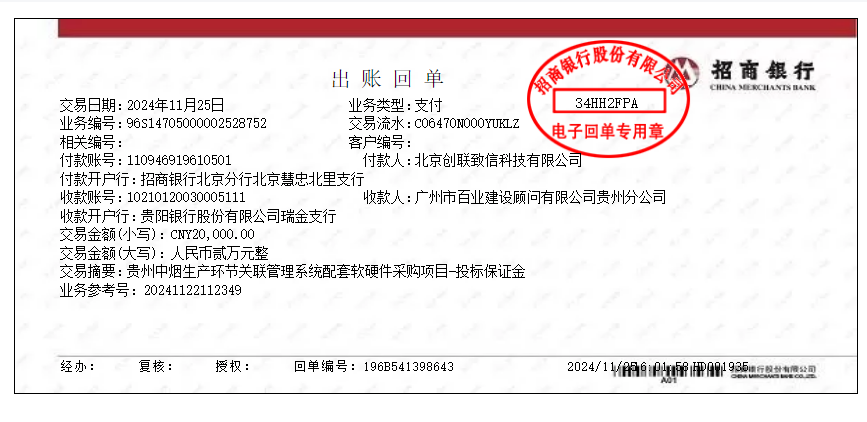 出 账 回 单
招商银行股份有限公司
34HH2FPA
电子回单专用章
招商银行
CHINA MERCHANTS BANK
交易日期：2024年11月25日 业务类型：支付
业务编号：96S14705000002528752 交易流水：C06470N000YUKLZ
相关编号： 客户编号：
付款账号：110946919610501 付款人：北京创联致信科技有限公司
付款开户行：招商银行北京分行北京慧忠北里支行
收款账号：10210120030005111 收款人：广州市百业建设顾问有限公司贵州分公司
收款开户行：贵阳银行股份有限公司瑞金支行
交易金额(小写)：CNY20,000.00
交易金额(大写)：人民币贰万元整
交易摘要：贵州中烟生产环节关联管理系统配套软硬件采购项目-投标保证金
业务参考号：20241122112349
经办： 复核： 授权： 回单编号：196B541398643 2024/11/25
A01